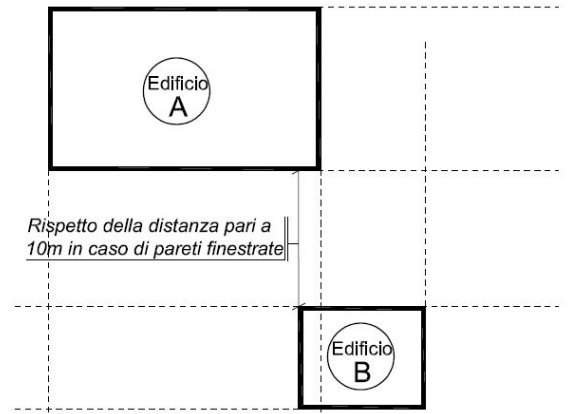 Edificio
A
Rispetto della distanza pari a
10m in caso di pareti finestrate
Edificio
B